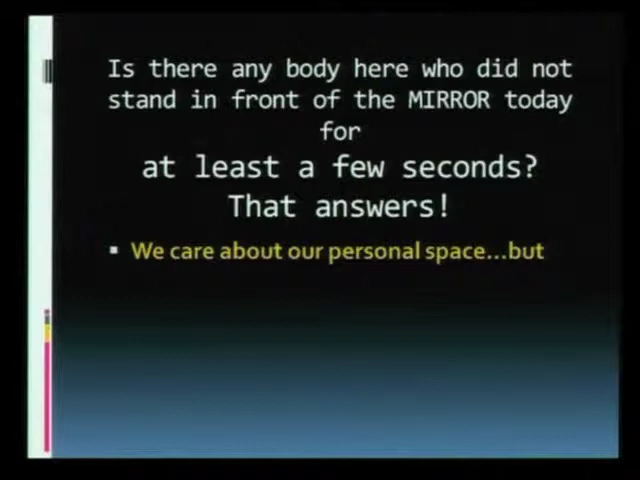 Is there any body here who did not
stand in front of the MIRROR today
for
at least a few seconds?
That answers!
We care about our personal space...but